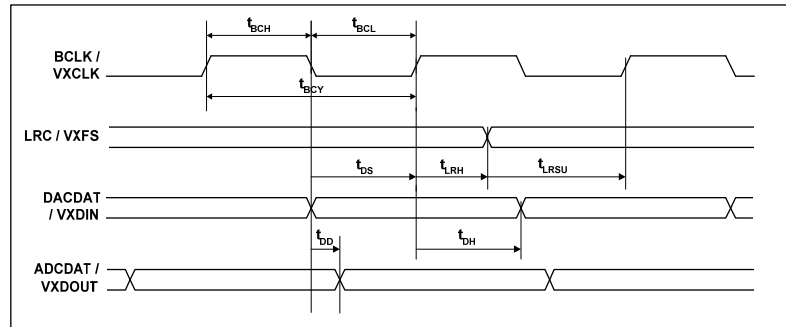 tBCH
tBCL
BCLK /
VXCLK
tBCY
LRC / VXFS
tDS
tLRH
tLRSU
DACDAT
/ VXDIN
tDD
tDH
ADCDAT /
VXDOUT